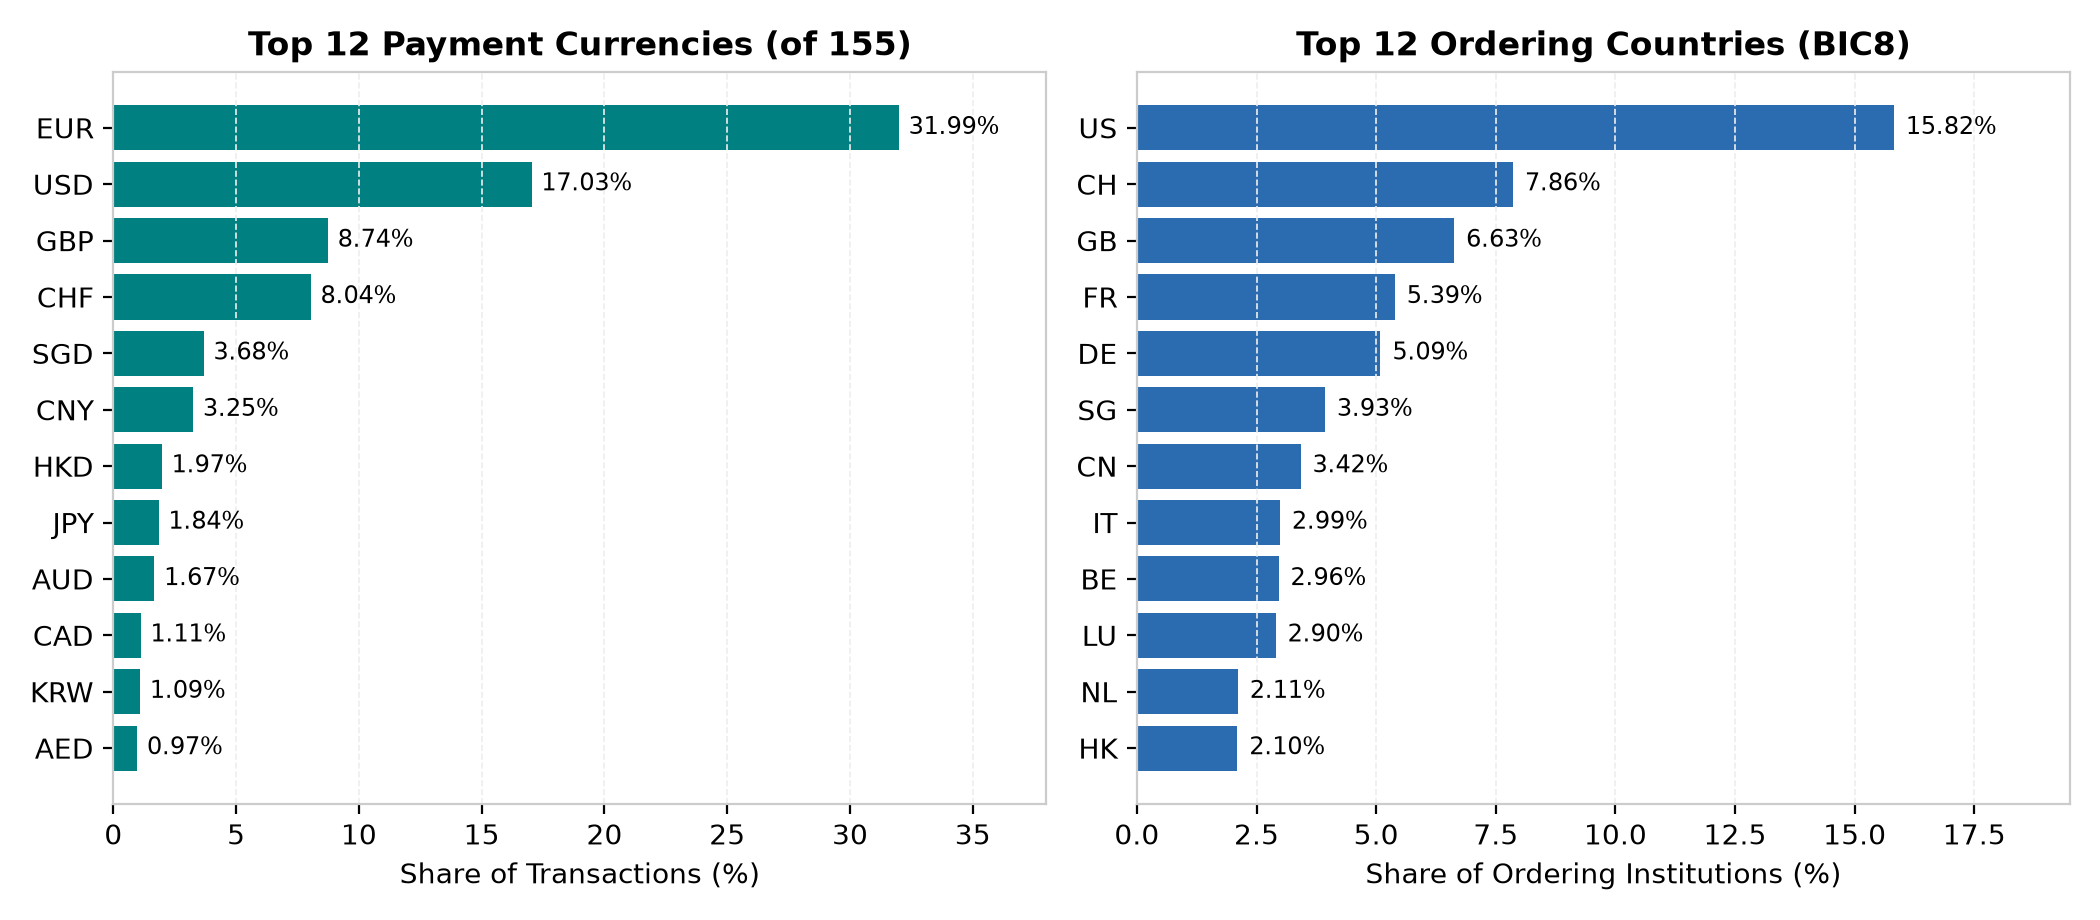 Top 12 Payment Currencies (of 155)
EUR 31.99%
USD 17.03%
GBP 8.74%
CHF 8.04%
SGD 3.68%
CNY 3.25%
HKD 1.97%
JPY 1.84%
AUD 1.67%
CAD 1.11%
KRW 1.09%
AED 0.97%
0 5 10 15 20 25 30 35
Share of Transactions (%)
Top 12 Ordering Countries (BIC8)
US 15.82%
CH 7.86%
GB 6.63%
FR 5.39%
DE 5.09%
SG 3.93%
CN 3.42%
IT 2.99%
BE 2.96%
LU 2.90%
NL 2.11%
HK 2.10%
0.0 2.5 5.0 7.5 10.0 12.5 15.0 17.5
Share of Ordering Institutions (%)